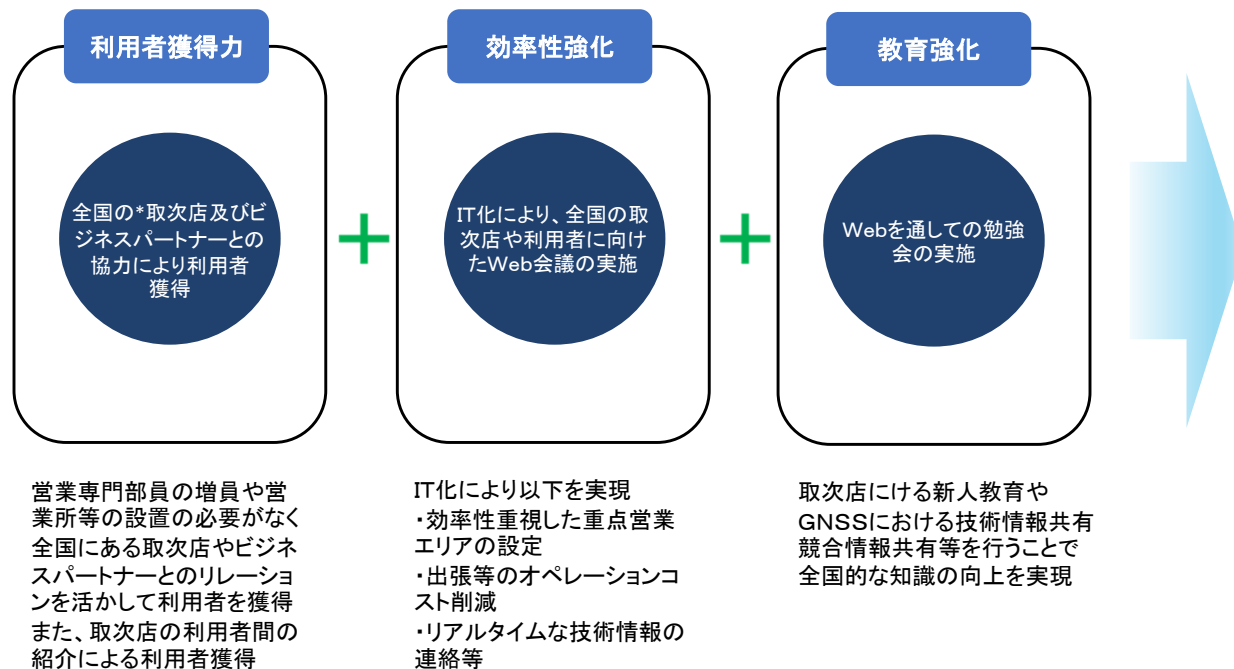 利用者獲得力
全国の*取次店及びビ
ジネスパートナーとの
協力により利用者
獲得
営業専門部員の増員や営
業所等の設置の必要がなく
全国にある取次店やビジネ
スパートナーとのリレーショ
ンを活かして利用者を獲得
また、取次店の利用者間の
紹介による利用者獲得
効率性強化
IT化により、全国の取
次店や利用者に向け
たWeb会議の実施
IT化により以下を実現
・効率性重視した重点営業
エリアの設定
・出張等のオペレーションコ
スト削減
・リアルタイムな技術情報の
連絡等
教育強化
Webを通しての勉強
会の実施
取次店にける新人教育や
GNSSにおける技術情報共有
競合情報共有等を行うことで
全国的な知識の向上を実現